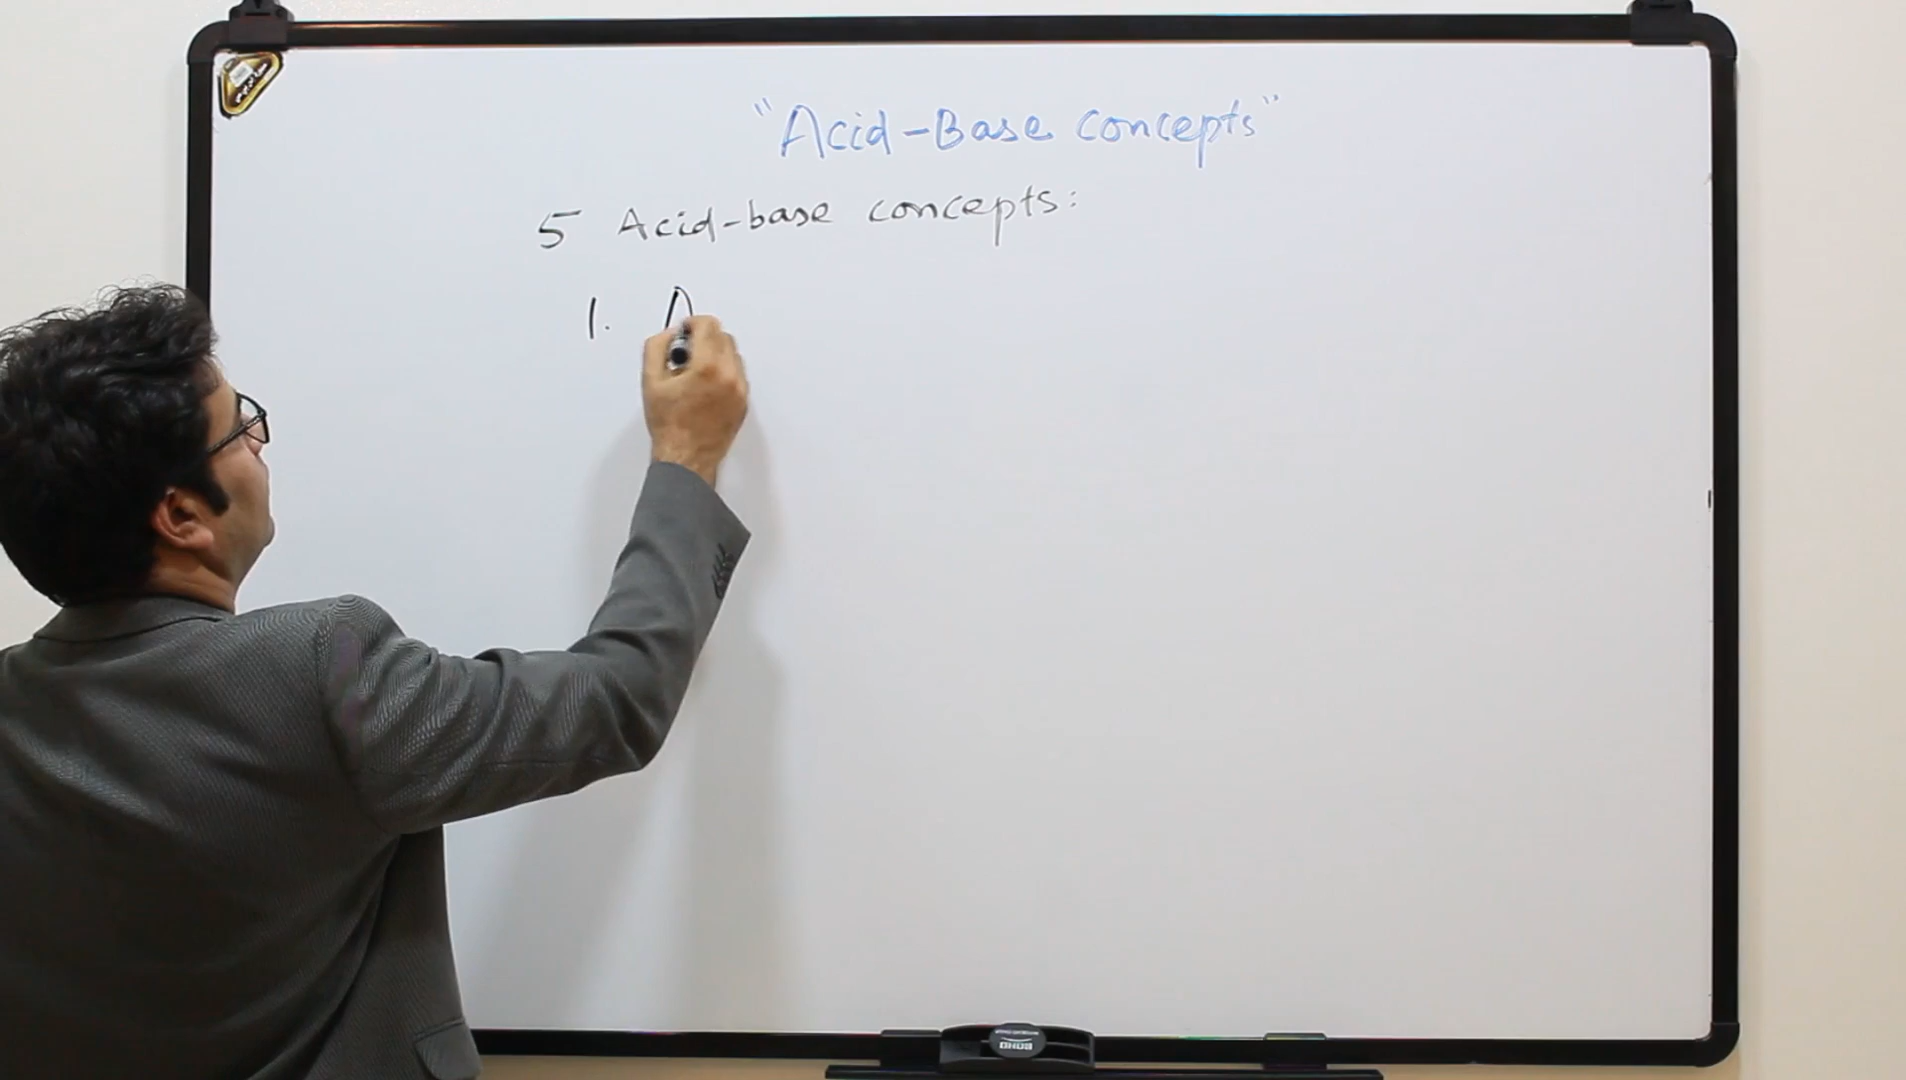 "Acid-Base concepts"
5 Acid-base concepts:
1. A